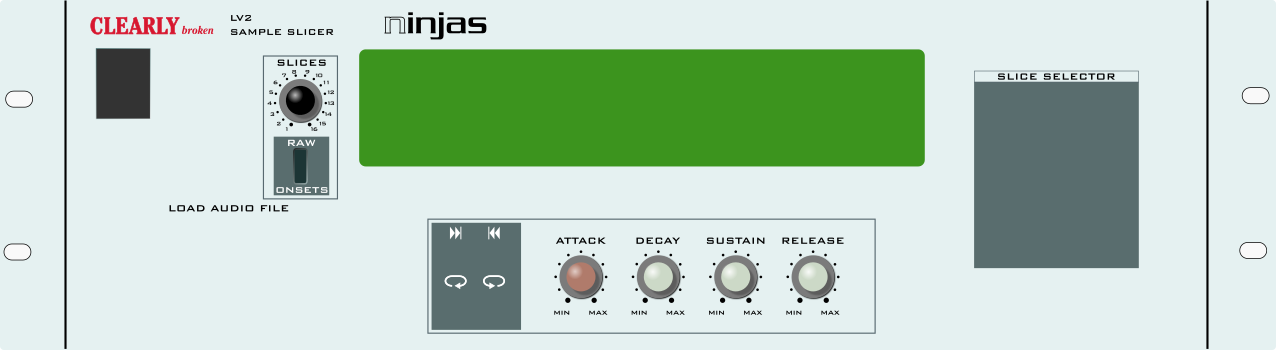 CLEARLY broken
LV2
SAMPLE SLICER
ninjas
SLICES
1 2 3 4 5 6 7 8 9 10 11 12 13 14 15 16
RAW
ONSETS
LOAD AUDIO FILE
SLICE SELECTOR
ATTACK DECAY SUSTAIN RELEASE
MIN MAX MIN MAX MIN MAX MIN MAX